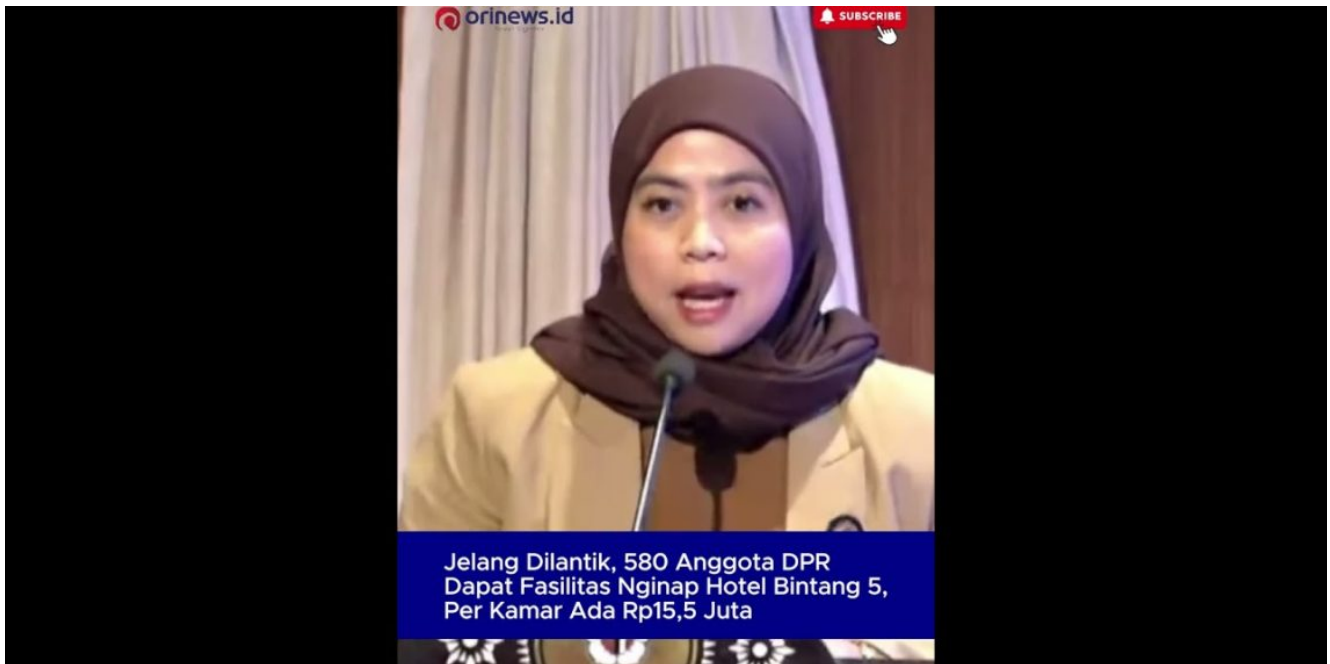 orinews.id
SUBSCRIBE
Jelang Dilantik, 580 Anggota DPR
Dapat Fasilitas Nginap Hotel Bintang 5,
Per Kamar Ada Rp15,5 Juta